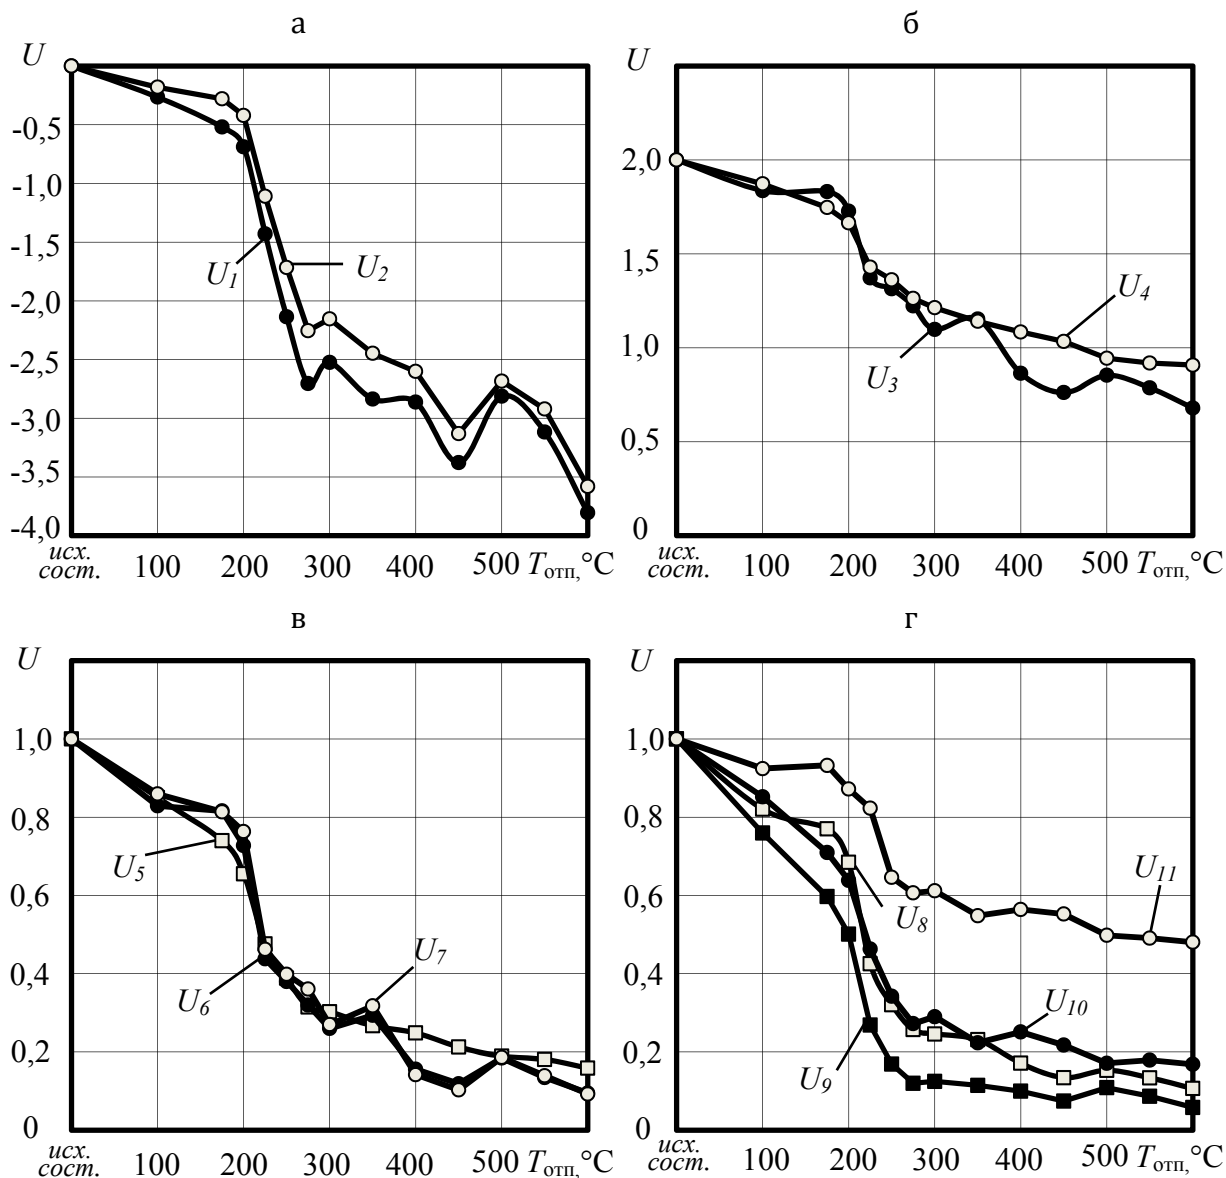 а
U
-0,5
-1,0
-1,5
-2,0
-2,5
-3,0
-3,5
-4,0
U1
U2
исх.
сост. 100 200 300 400 500 Tотп,°C
б
U
2,0
1,5
1,0
0,5
0
U4
U3
исх.
сост. 100 200 300 400 500 Tотп,°C
в
U
1,0
0,8
0,6
0,4
0,2
0
U5
U7
U6
исх.
сост. 100 200 300 400 500 Tотп,°C
г
U
1,0
0,8
0,6
0,4
0,2
0
U11
U8
U10
U9
исх.
сост. 100 200 300 400 500 Tотп,°C